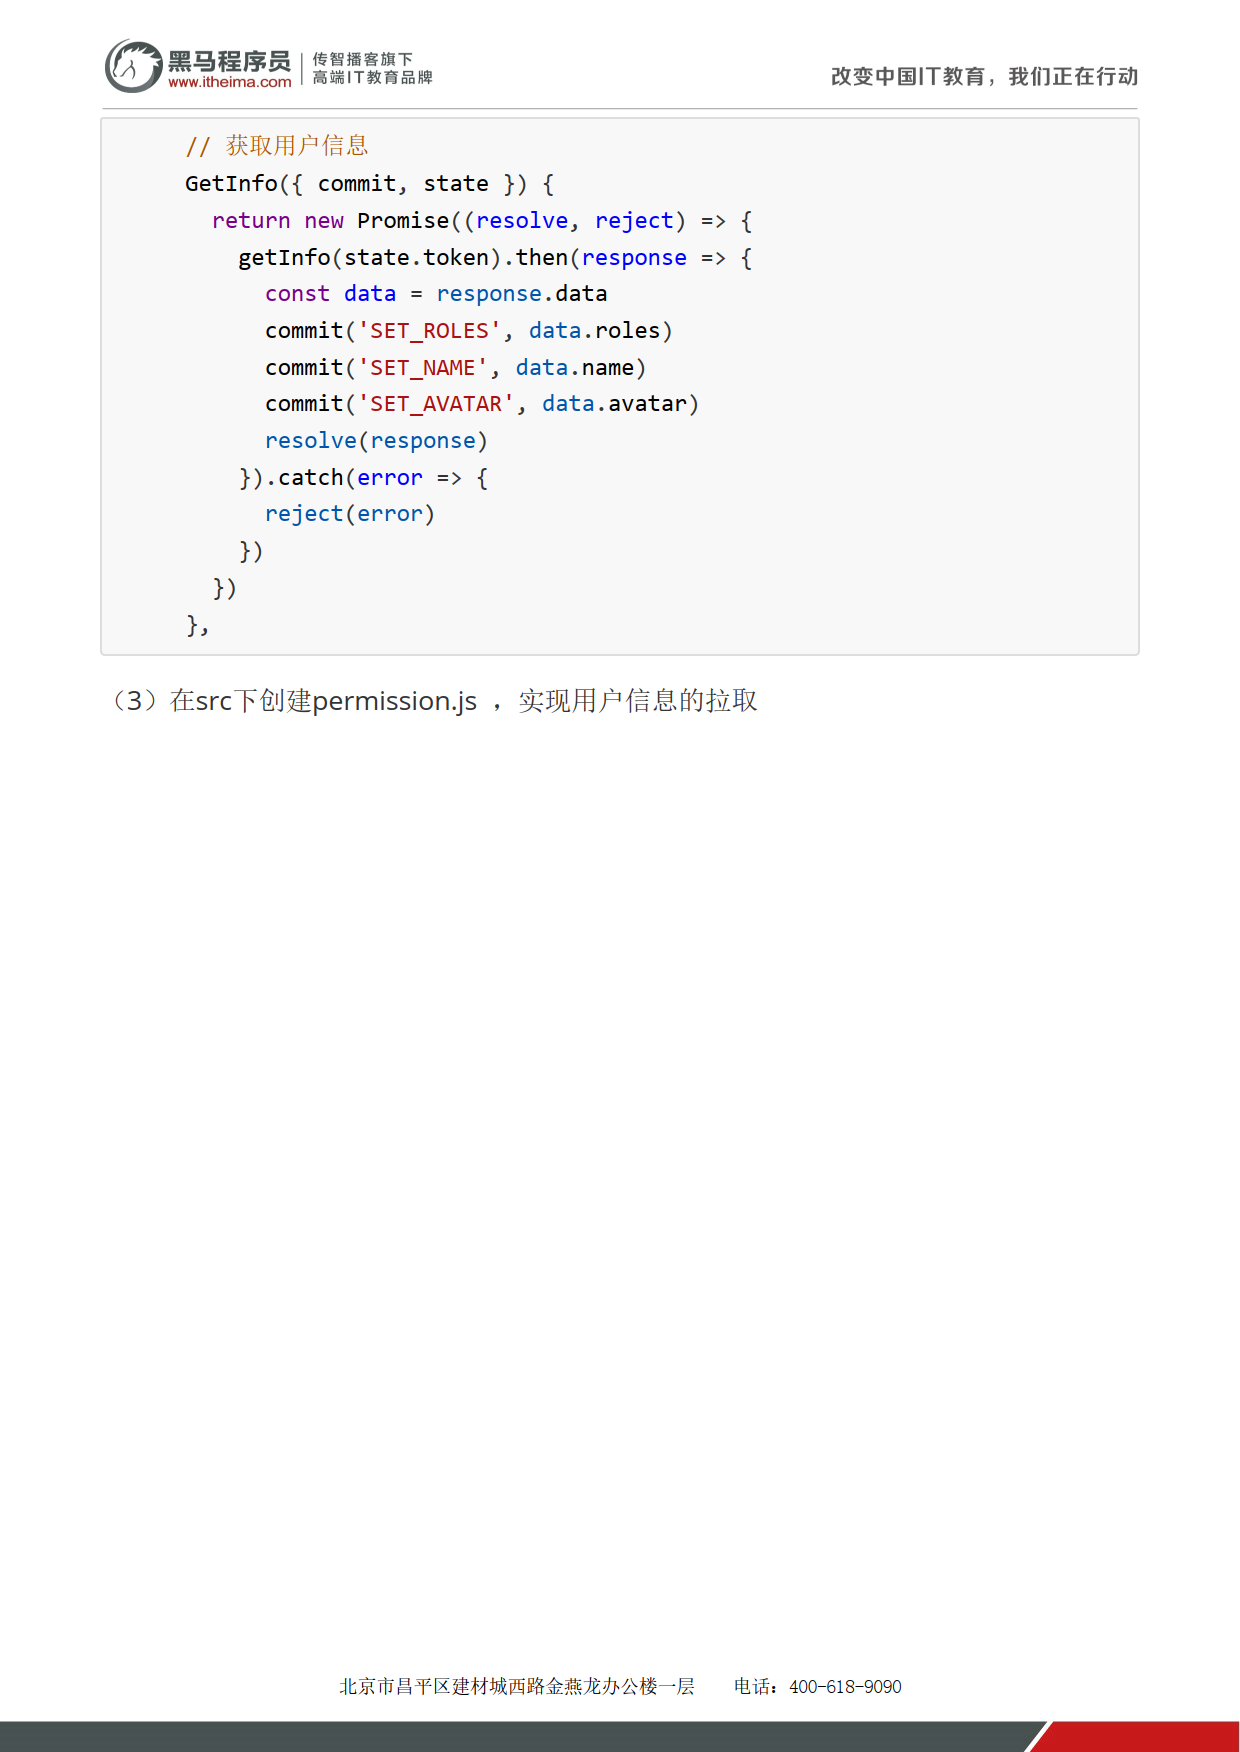 黑马程序员
www.itheima.com
传智播客旗下
高端IT教育品牌
改变中国IT教育，我们正在行动
// 获取用户信息
GetInfo({ commit, state }) {
  return new Promise((resolve, reject) => {
    getInfo(state.token).then(response => {
      const data = response.data
      commit('SET_ROLES', data.roles)
      commit('SET_NAME', data.name)
      commit('SET_AVATAR', data.avatar)
      resolve(response)
    }).catch(error => {
      reject(error)
    })
  })
},
（3）在src下创建permission.js ，实现用户信息的拉取
北京市昌平区建材城西路金燕龙办公楼一层 电话：400-618-9090